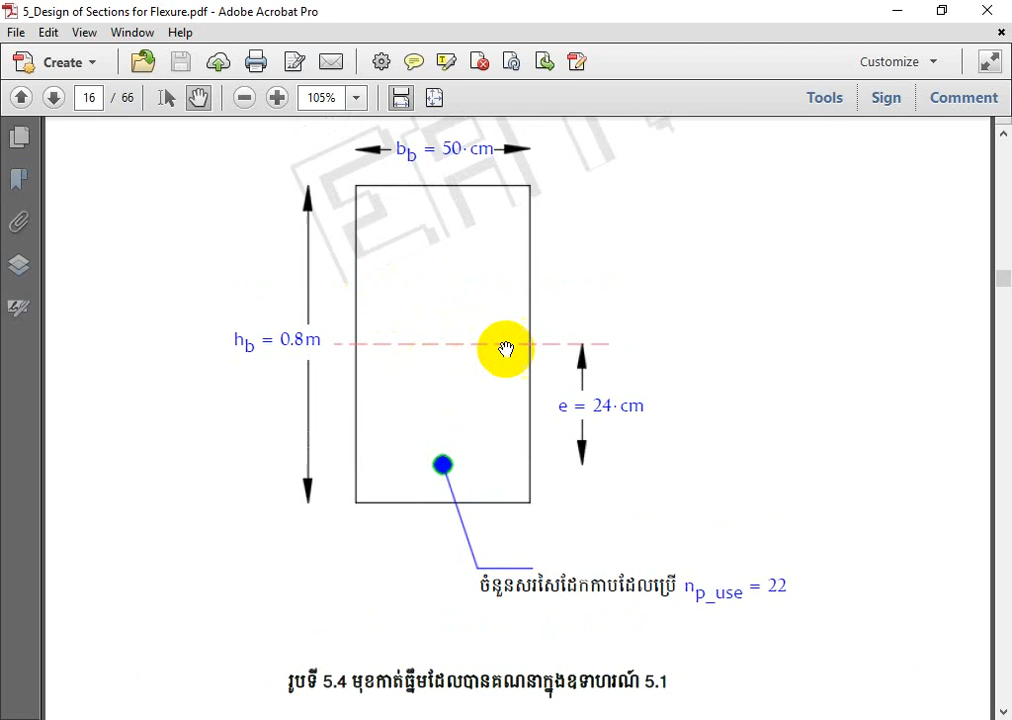 5_Design of Sections for Flexure.pdf - Adobe Acrobat Pro
File Edit View Window Help
Create Customize
16 / 66 105% Tools Sign Comment
b_b = 50·cm
h_b = 0.8m
e = 24·cm
ចំនួនសរសៃដែកកាបដែលប្រើ n_p_use = 22
រូបទី 5.4 មុខកាត់ធ្នឹមដែលបានគណនាក្នុងឧទាហរណ៍ 5.1